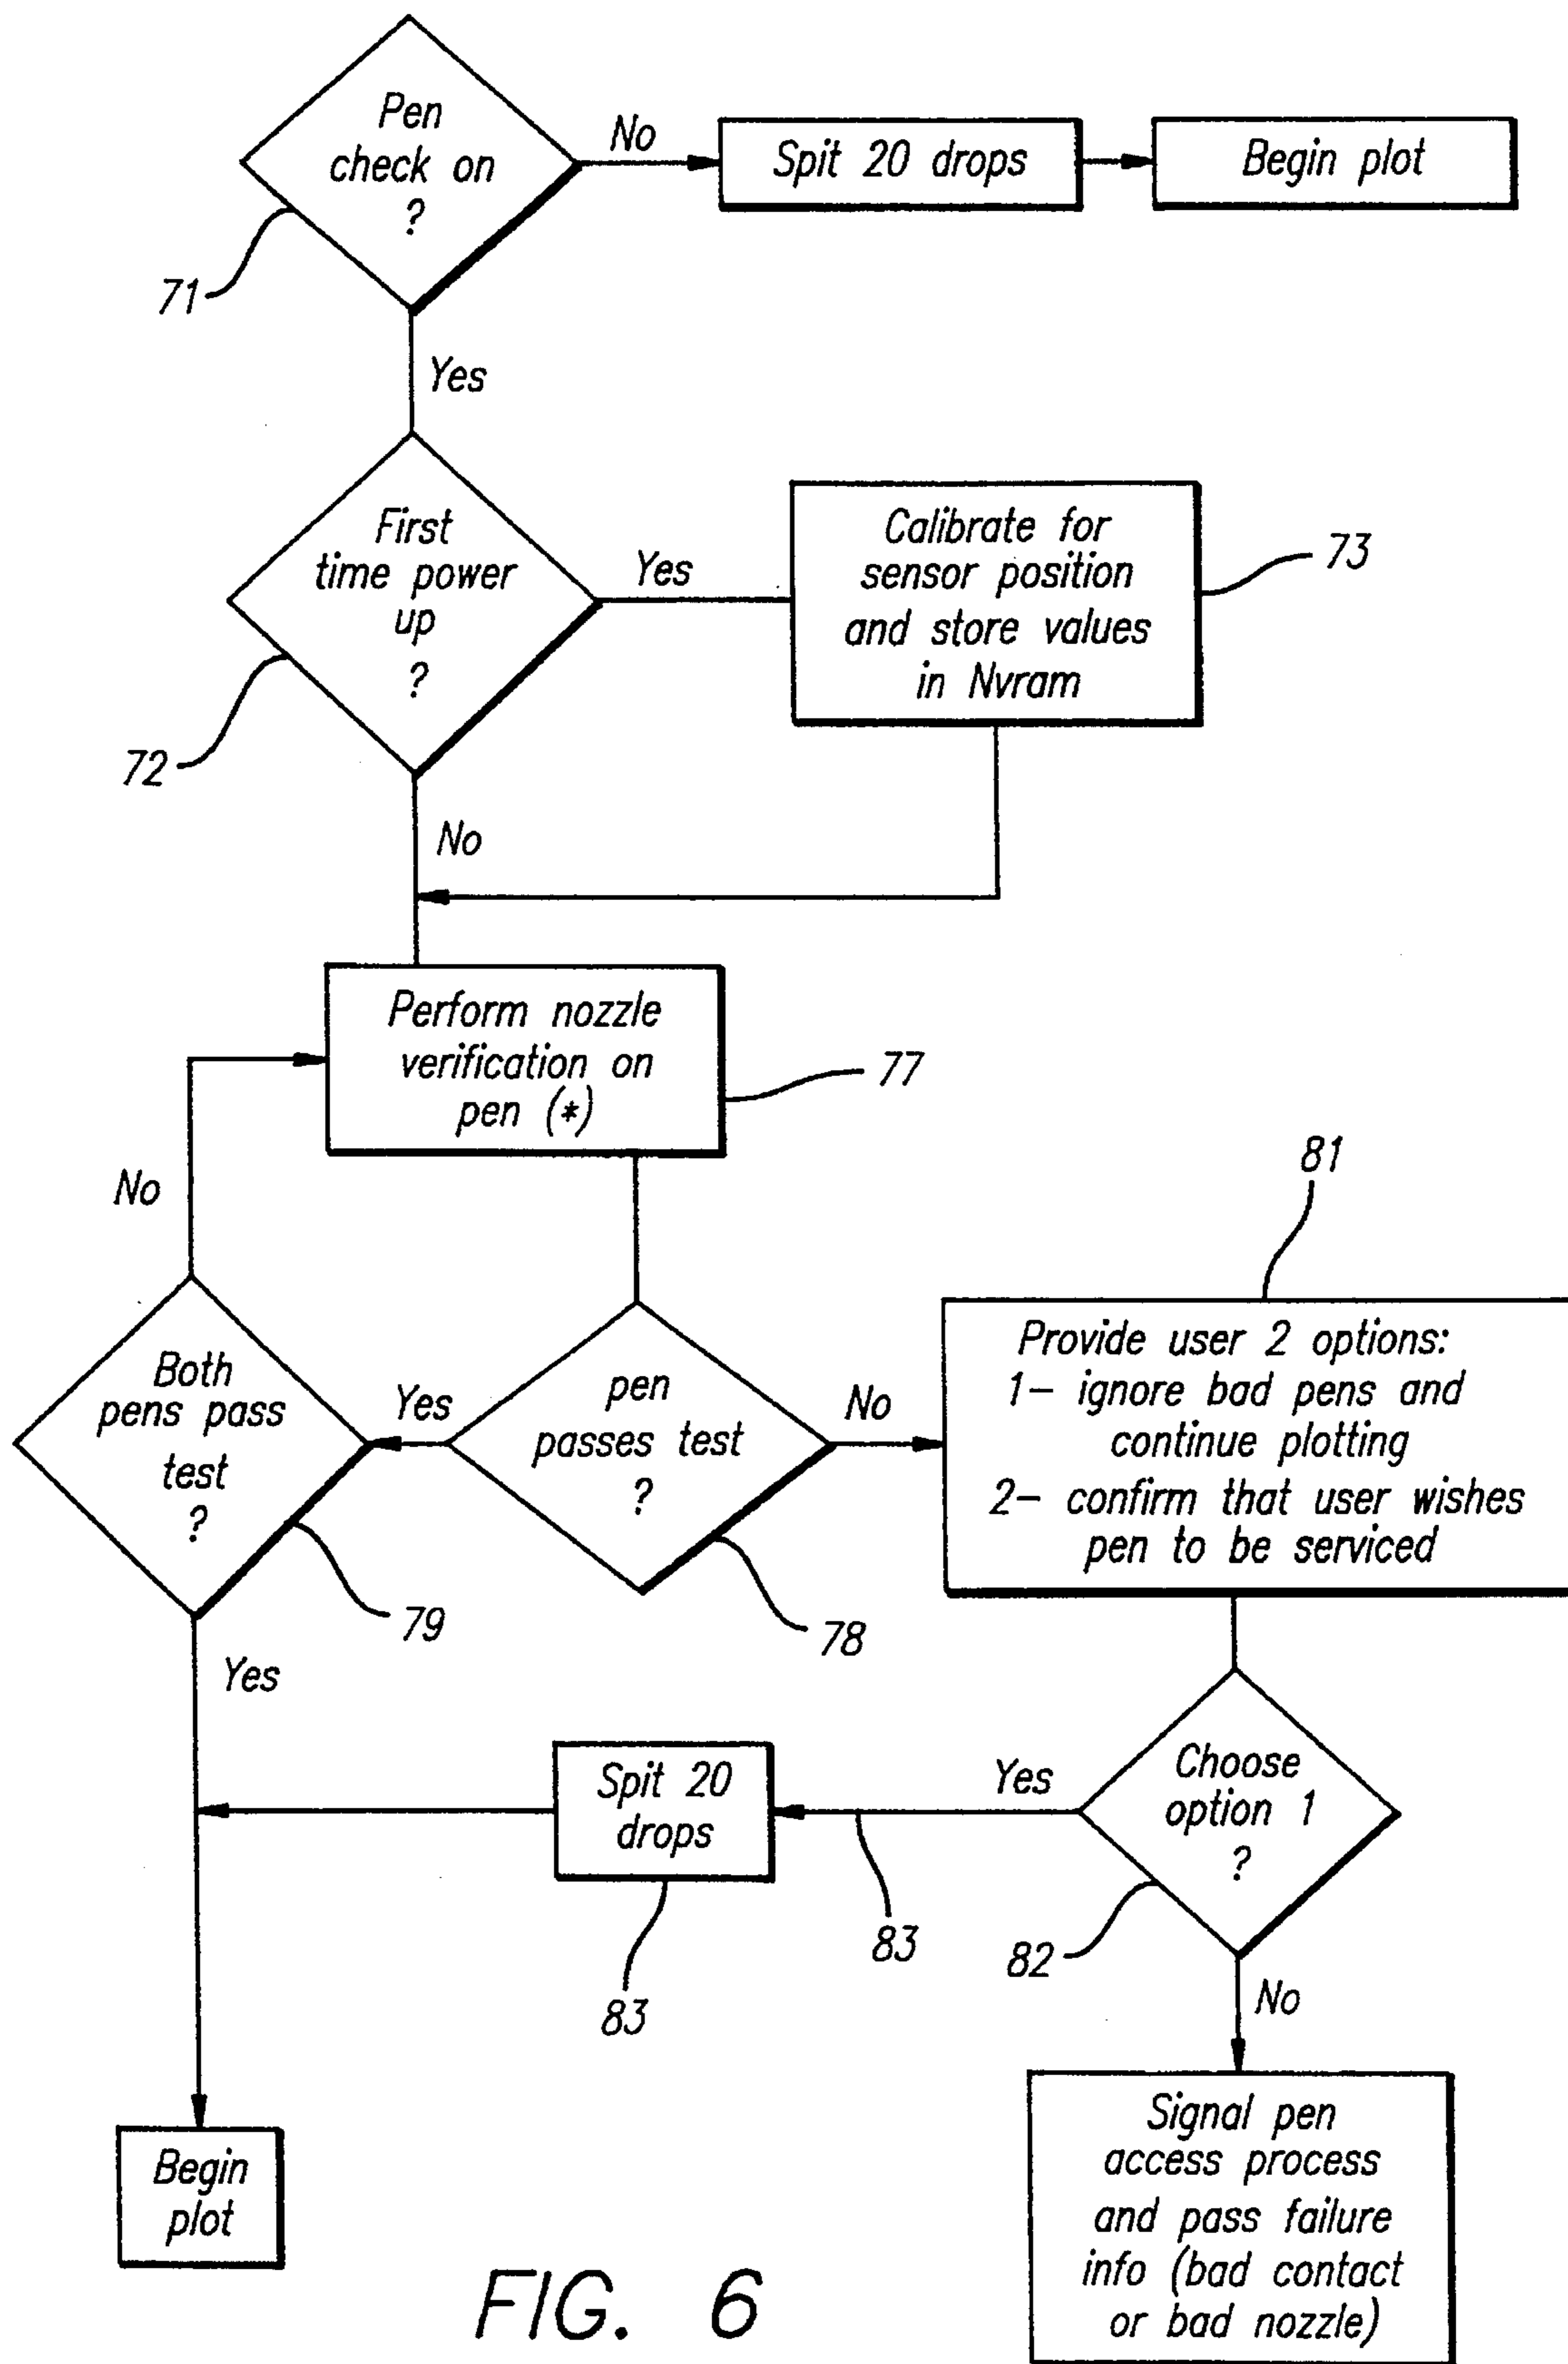 Pen
check on
?
No
Spit 20 drops
Begin plot
71
Yes
First
time power
up
?
Yes
Calibrate for
sensor position
and store values
in Nvram
73
72
No
Perform nozzle
verification on
pen (*)
77
No
81
Both
pens pass
test
?
Yes
pen
passes test
?
No
Provide user 2 options:
1- ignore bad pens and
continue plotting
2- confirm that user wishes
pen to be serviced
79
78
Yes
Spit 20
drops
Yes
Choose
option 1
?
83
83
82
No
Begin
plot
Signal pen
access process
and pass failure
info (bad contact
or bad nozzle)
FIG. 6